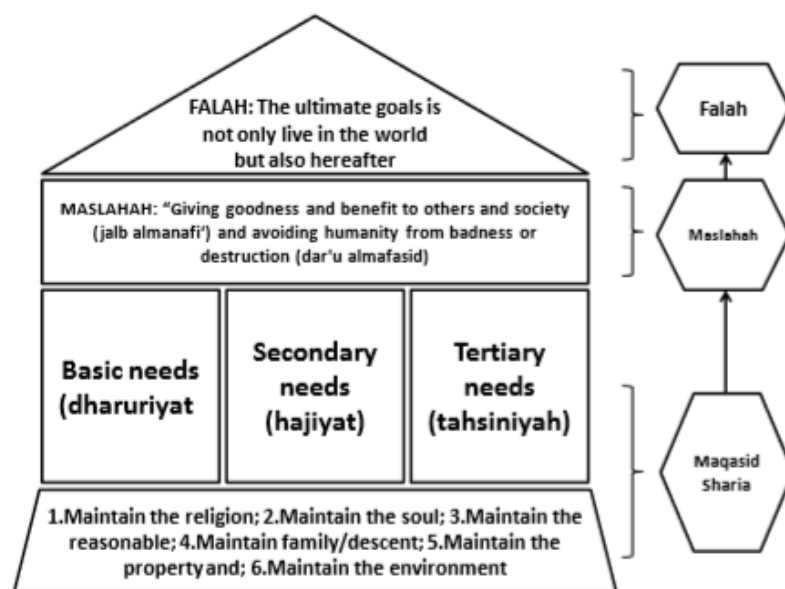 FALAH: The ultimate goals is
not only live in the world
but also hereafter
Falah
MASLAHAH: "Giving goodness and benefit to others and society
(jalb almanafi') and avoiding humanity from badness or
destruction (dar'u almafasid)
Maslahah
Basic needs
(dharuriyat
Secondary
needs
(hajiyat)
Tertiary
needs
(tahsiniyah)
Maqasid
Sharia
1.Maintain the religion; 2.Maintain the soul; 3.Maintain the
reasonable; 4.Maintain family/descent; 5.Maintain the
property and; 6.Maintain the environment